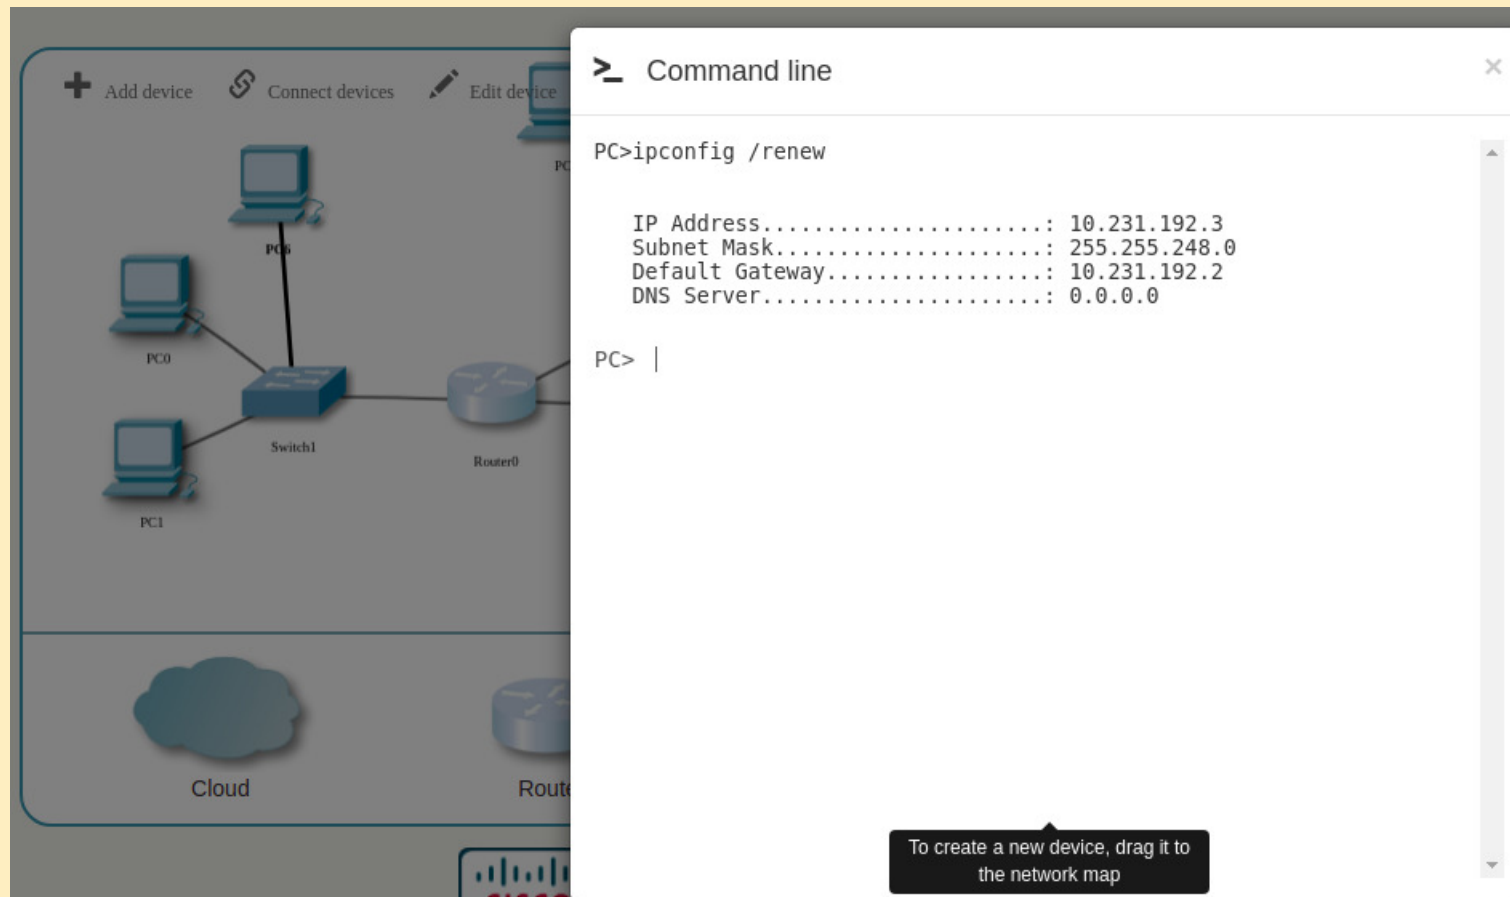 Add device
Connect devices
Edit device
PC6
PC0
PC1
Switch1
Router0
Cloud
Command line
×
PC>ipconfig /renew
IP Address......................: 10.231.192.3
Subnet Mask.....................: 255.255.248.0
Default Gateway.................: 10.231.192.2
DNS Server......................: 0.0.0.0
PC>
To create a new device, drag it to
the network map